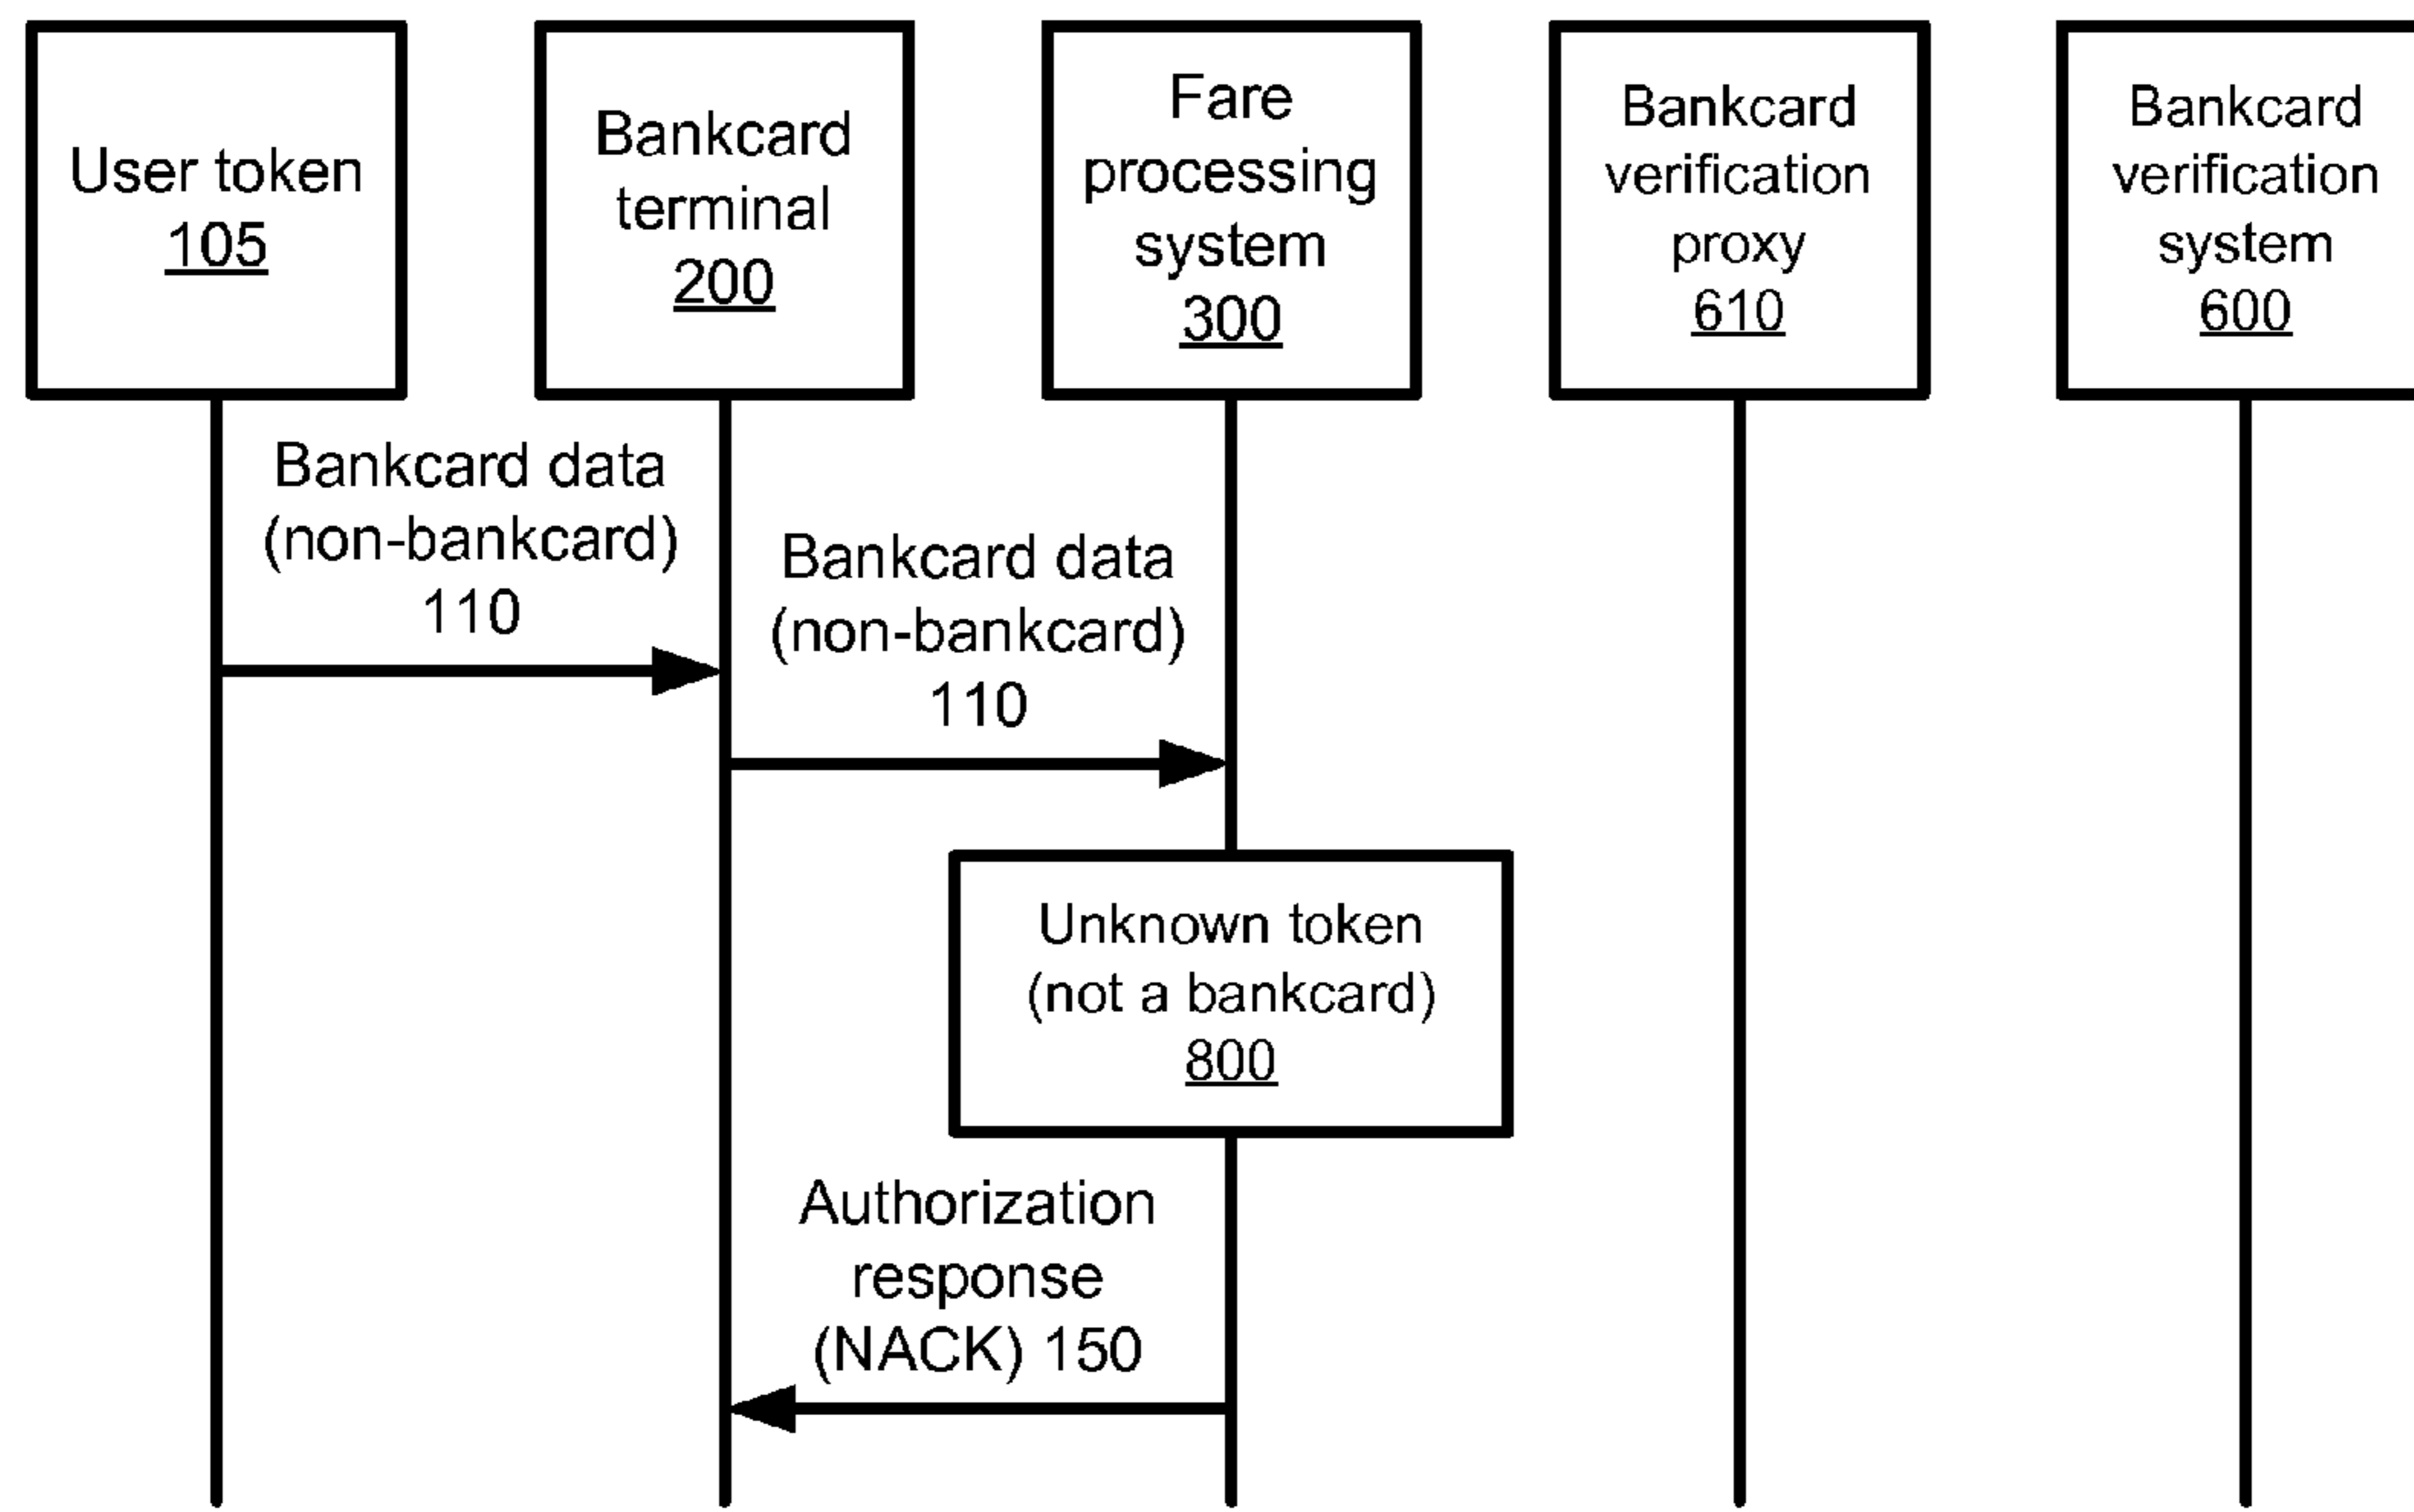 User token
105
Bankcard
terminal
200
Fare
processing
system
300
Bankcard
verification
proxy
610
Bankcard
verification
system
600
Bankcard data
(non-bankcard)
110
Bankcard data
(non-bankcard)
110
Unknown token
(not a bankcard)
800
Authorization
response
(NACK) 150